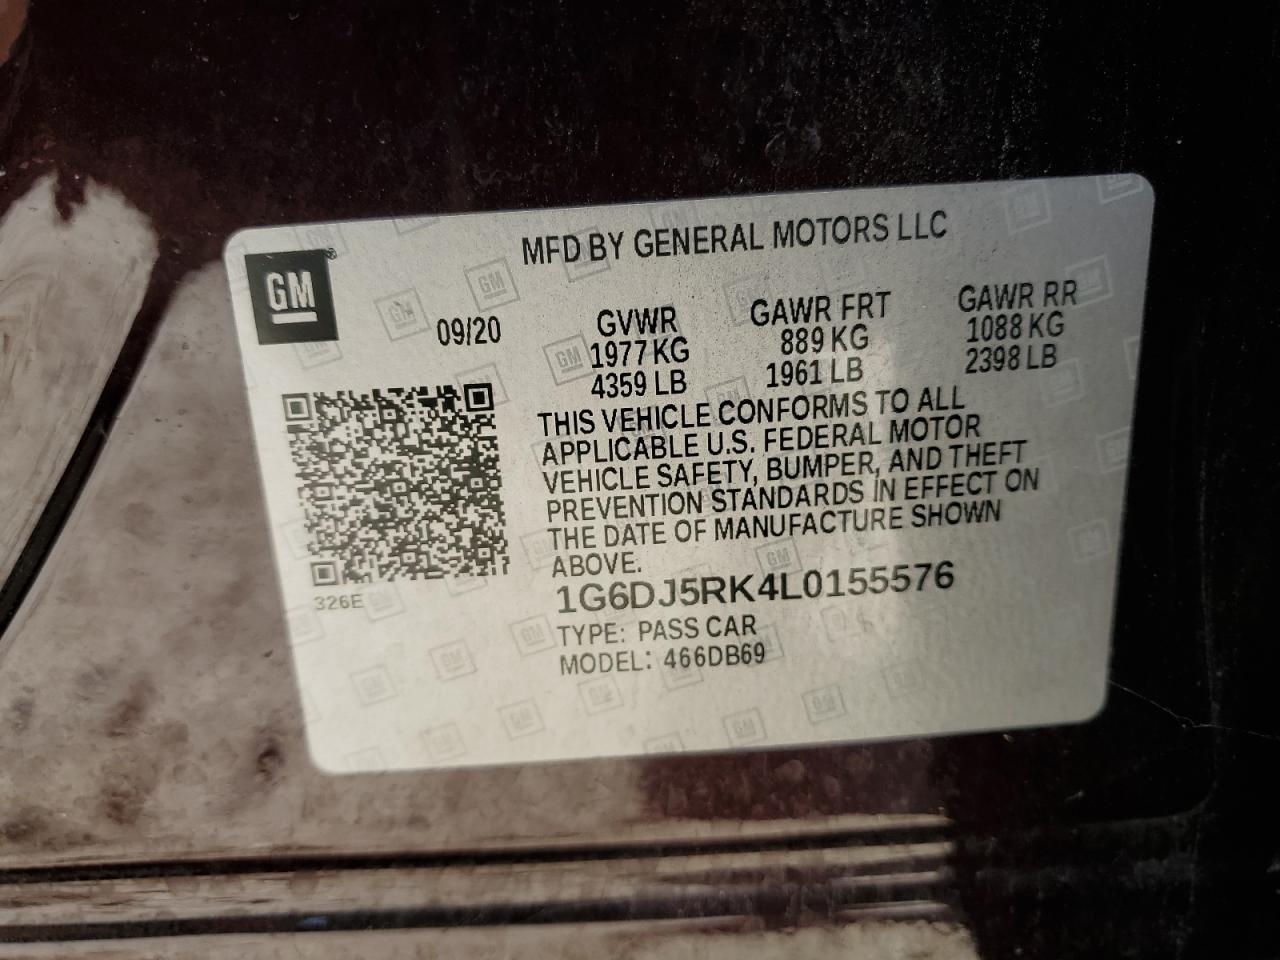 MFD BY GENERAL MOTORS LLC
GM®
09/20
GVWR GAWR FRT GAWR RR
1977 KG 889 KG 1088 KG
4359 LB 1961 LB 2398 LB
THIS VEHICLE CONFORMS TO ALL
APPLICABLE U.S. FEDERAL MOTOR
VEHICLE SAFETY, BUMPER, AND THEFT
PREVENTION STANDARDS IN EFFECT ON
THE DATE OF MANUFACTURE SHOWN
ABOVE.
326E
1G6DJ5RK4L0155576
TYPE: PASS CAR
MODEL: 466DB69